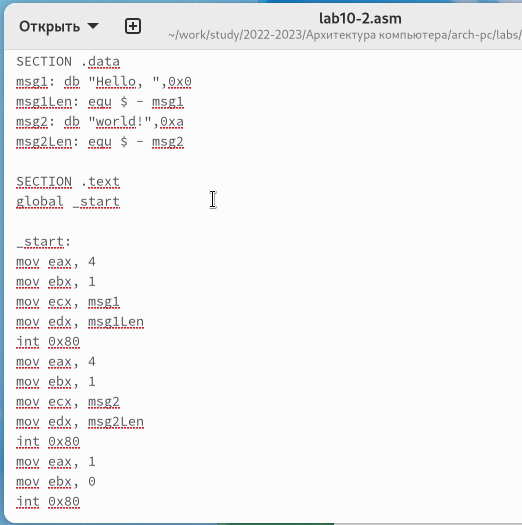 Открыть
lab10-2.asm
~/work/study/2022-2023/Архитектура компьютера/arch-pc/labs/
SECTION .data
msg1: db "Hello, ",0x0
msg1Len: equ $ - msg1
msg2: db "world!",0xa
msg2Len: equ $ - msg2
SECTION .text
global _start
_start:
mov eax, 4
mov ebx, 1
mov ecx, msg1
mov edx, msg1Len
int 0x80
mov eax, 4
mov ebx, 1
mov ecx, msg2
mov edx, msg2Len
int 0x80
mov eax, 1
mov ebx, 0
int 0x80